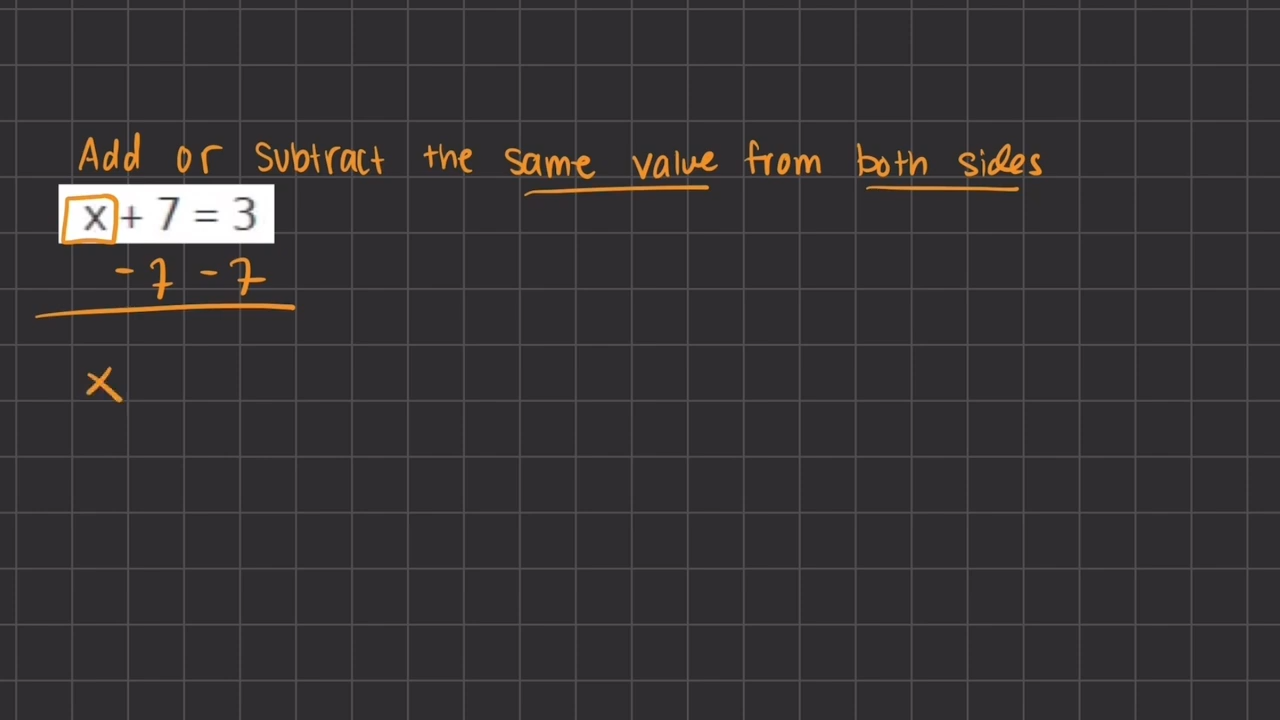 Add or subtract the same value from both sides
x + 7 = 3
- 7 - 7
x